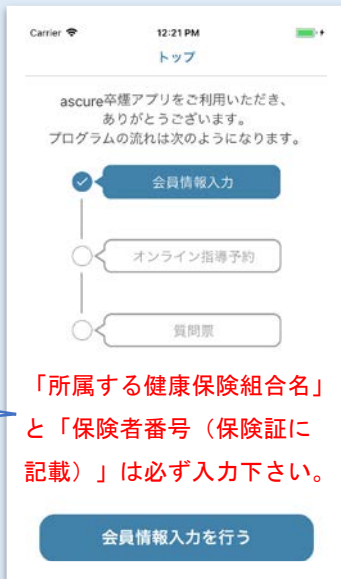 Carrier 12:21 PM
トップ
ascure卒煙アプリをご利用いただき、
ありがとうございます。
プログラムの流れは次のようになります。
会員情報入力
オンライン指導予約
質問票
「所属する健康保険組合名」
と「保険者番号（保険証に
記載）」は必ず入力下さい。
会員情報入力を行う